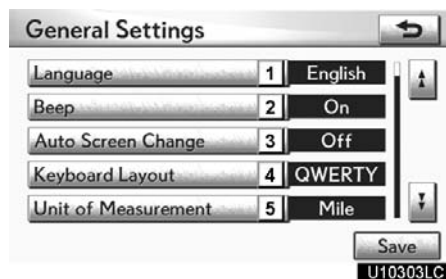 General Settings
Language 1 English
Beep 2 On
Auto Screen Change 3 Off
Keyboard Layout 4 QWERTY
Unit of Measurement 5 Mile
Save
U10303LC